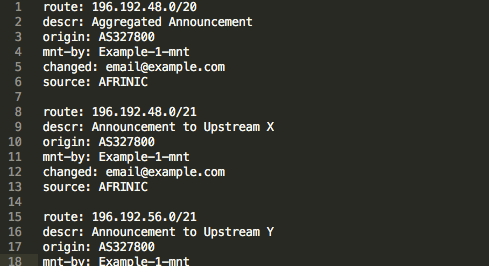 1 route: 196.192.48.0/20
2 descr: Aggregated Announcement
3 origin: AS327800
4 mnt-by: Example-1-mnt
5 changed: email@example.com
6 source: AFRINIC
7
8 route: 196.192.48.0/21
9 descr: Announcement to Upstream X
10 origin: AS327800
11 mnt-by: Example-1-mnt
12 changed: email@example.com
13 source: AFRINIC
14
15 route: 196.192.56.0/21
16 descr: Announcement to Upstream Y
17 origin: AS327800
18 mnt-by: Example-1-mnt